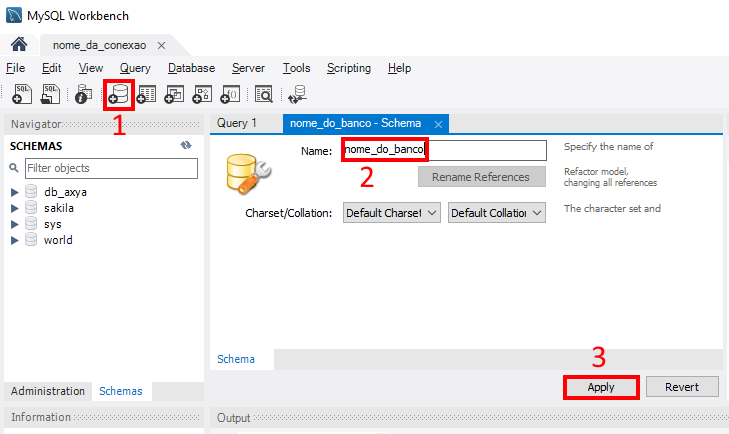 MySQL Workbench
nome_da_conexao
File Edit View Query Database Server Tools Scripting Help
SQL SQL
1
Navigator
Query 1 nome_do_banco - Schema
SCHEMAS
Filter objects
db_axya
sakila
sys
world
Name: nome_do_banco Specify the name of
2
Rename References
Refactor model,
changing all references
Charset/Collation: Default Charset Default Collation The character set and
Schema
3
Administration Schemas
Apply Revert
Information
Output